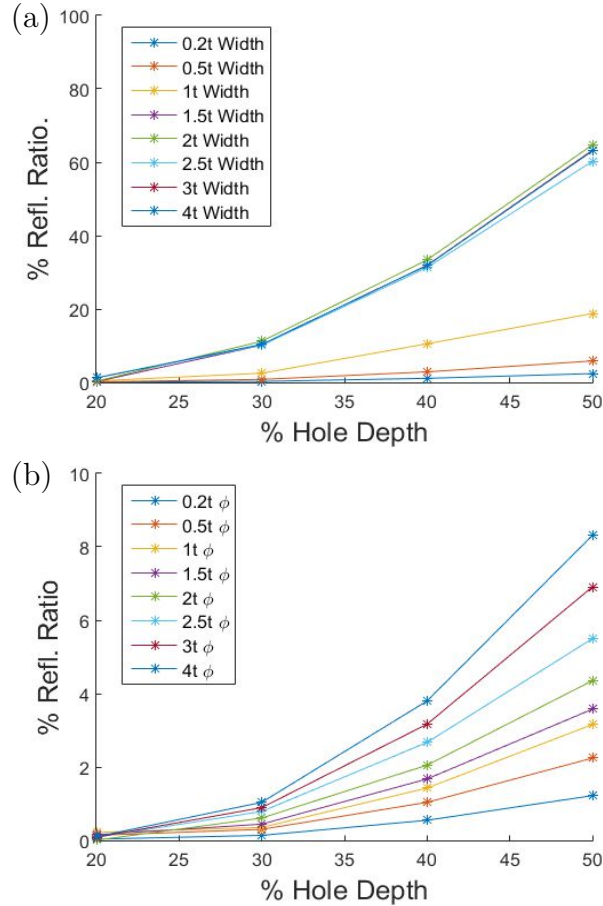 (a)
100
80
60
40
20
0
% Refl. Ratio.
0.2t Width
0.5t Width
1t Width
1.5t Width
2t Width
2.5t Width
3t Width
4t Width
20 25 30 35 40 45 50
% Hole Depth
(b)
10
8
6
4
2
0
% Refl. Ratio
0.2t ϕ
0.5t ϕ
1t ϕ
1.5t ϕ
2t ϕ
2.5t ϕ
3t ϕ
4t ϕ
20 25 30 35 40 45 50
% Hole Depth